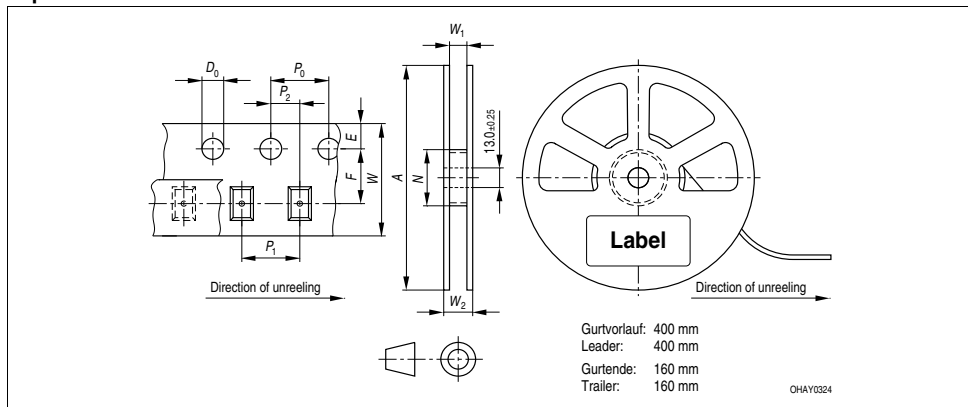 W1
D0
P0
P2
E
F
W
A
N
13.0±0.25
Label
P1
W2
Direction of unreeling
Direction of unreeling
Gurtvorlauf: 400 mm
Leader: 400 mm
Gurtende: 160 mm
Trailer: 160 mm
OHAY0324